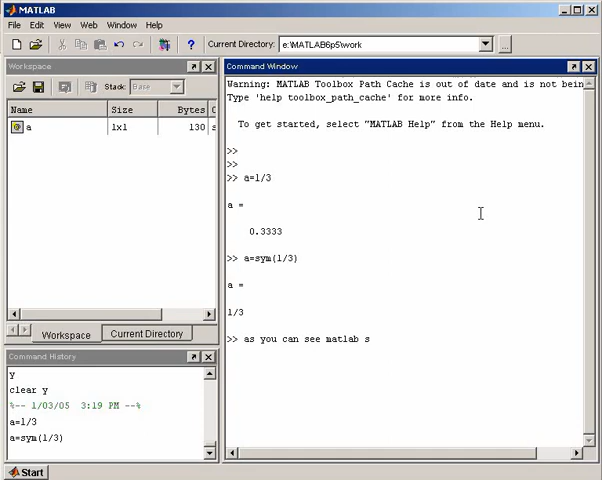 MATLAB
File Edit View Web Window Help
? Current Directory: e:\MATLAB6p5\work ...
Workspace
Stack: Base
Name Size Bytes C
a 1x1 130 s
Workspace Current Directory
Command History
y
clear y
%-- 1/03/05 3:19 PM --%
a=1/3
a=sym(1/3)
Command Window
Warning: MATLAB Toolbox Path Cache is out of date and is not bein
Type 'help toolbox_path_cache' for more info.
To get started, select "MATLAB Help" from the Help menu.
>>
>>
>> a=1/3
a =
0.3333
>> a=sym(1/3)
a =
1/3
>> as you can see matlab s
Start